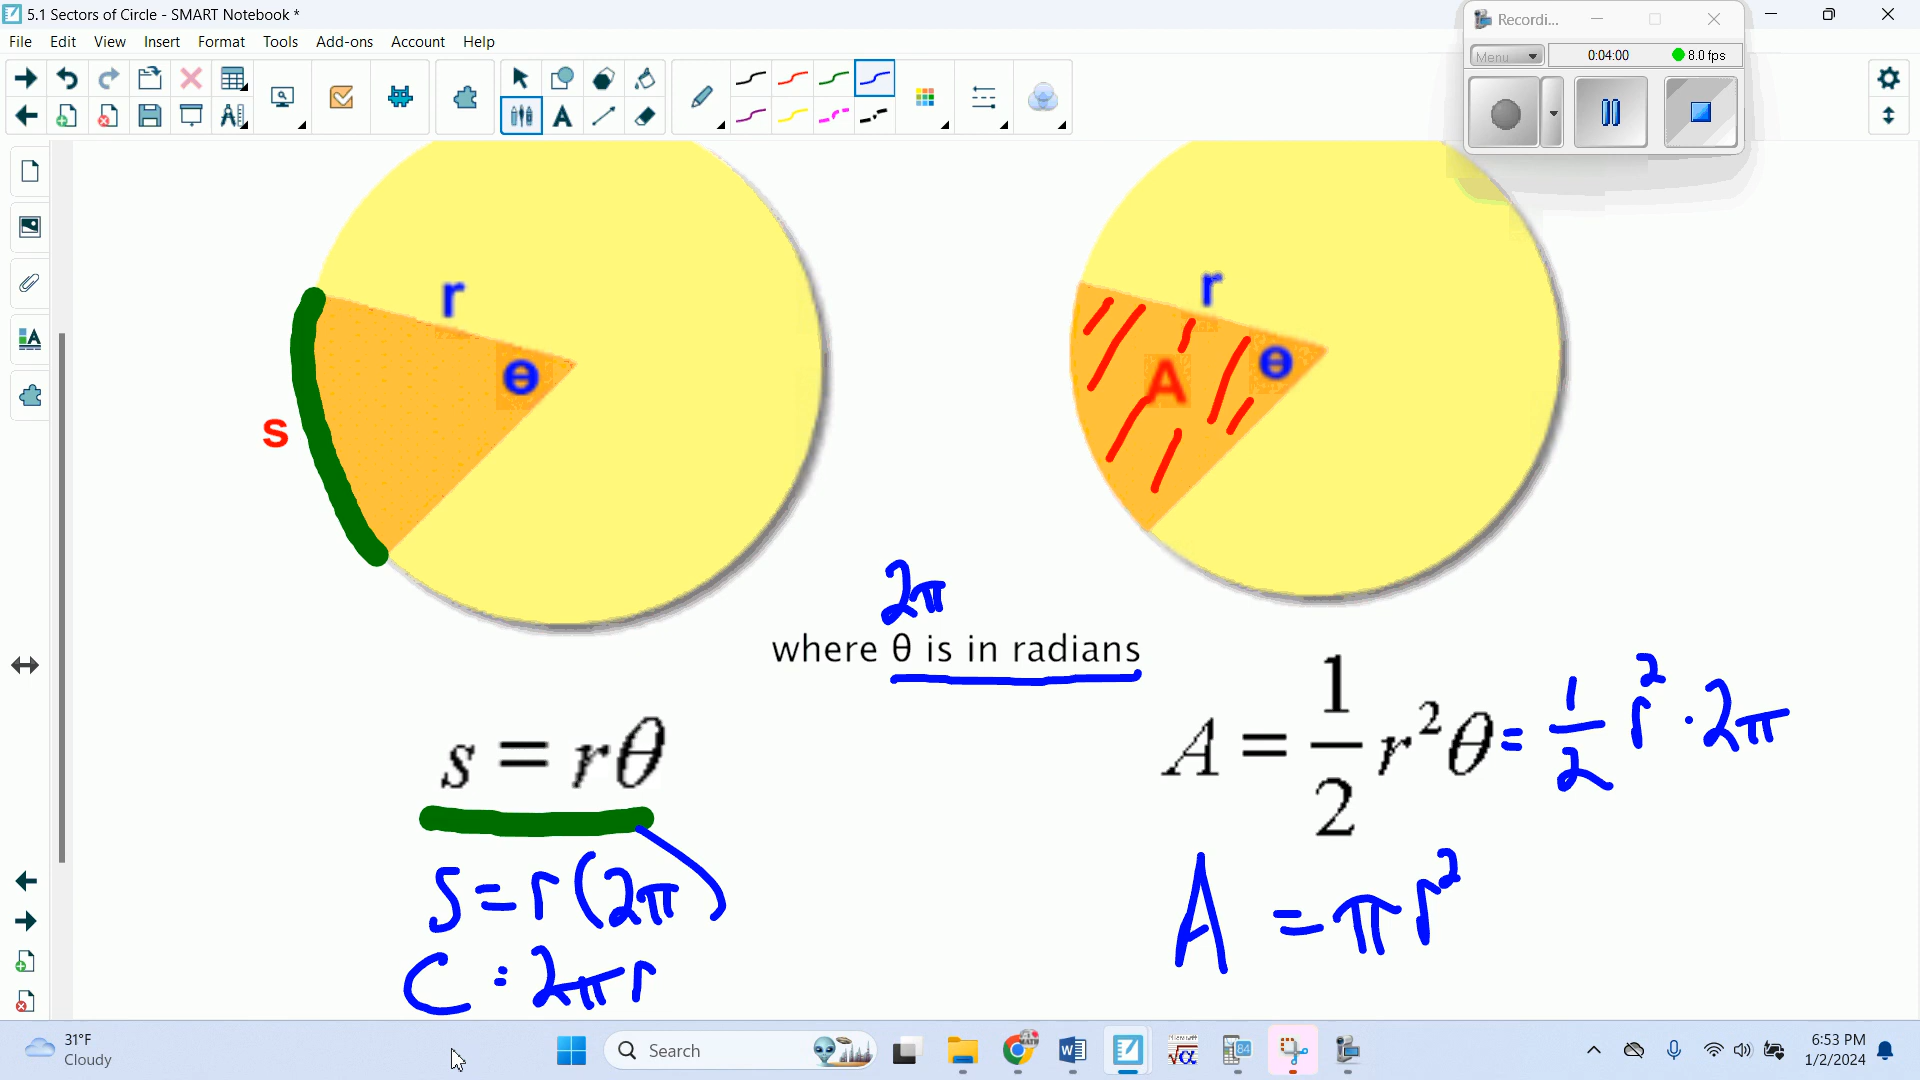 5.1 Sectors of Circle - SMART Notebook *
Recordi...
File Edit View Insert Format Tools Add-ons Account Help
Menu 0:04:00 8.0 fps
A
r
θ
s
r
θ
A
2π
where θ is in radians
s = rθ
A = 1/2 r²θ = 1/2 r² · 2π
S = r (2π)
A = πr²
C = 2πr
31°F
Cloudy
Search
6:53 PM
1/2/2024